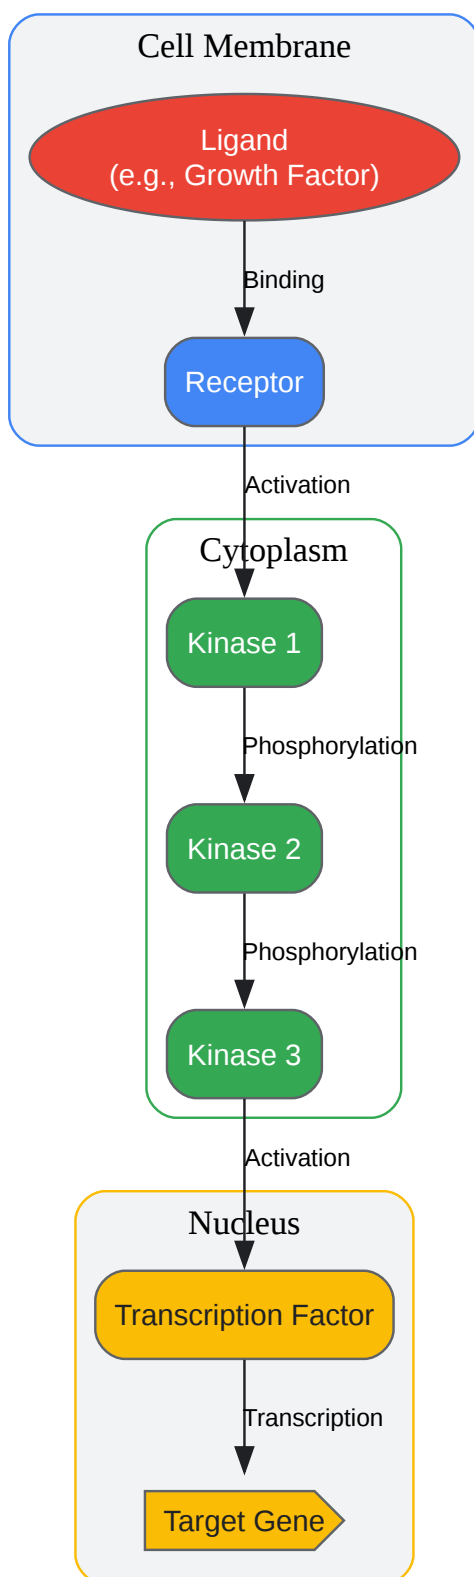 Cell Membrane
Ligand
(e.g., Growth Factor)
Binding
Receptor
Activation
Cytoplasm
Kinase 1
Phosphorylation
Kinase 2
Phosphorylation
Kinase 3
Activation
Nucleus
Transcription Factor
Transcription
Target Gene